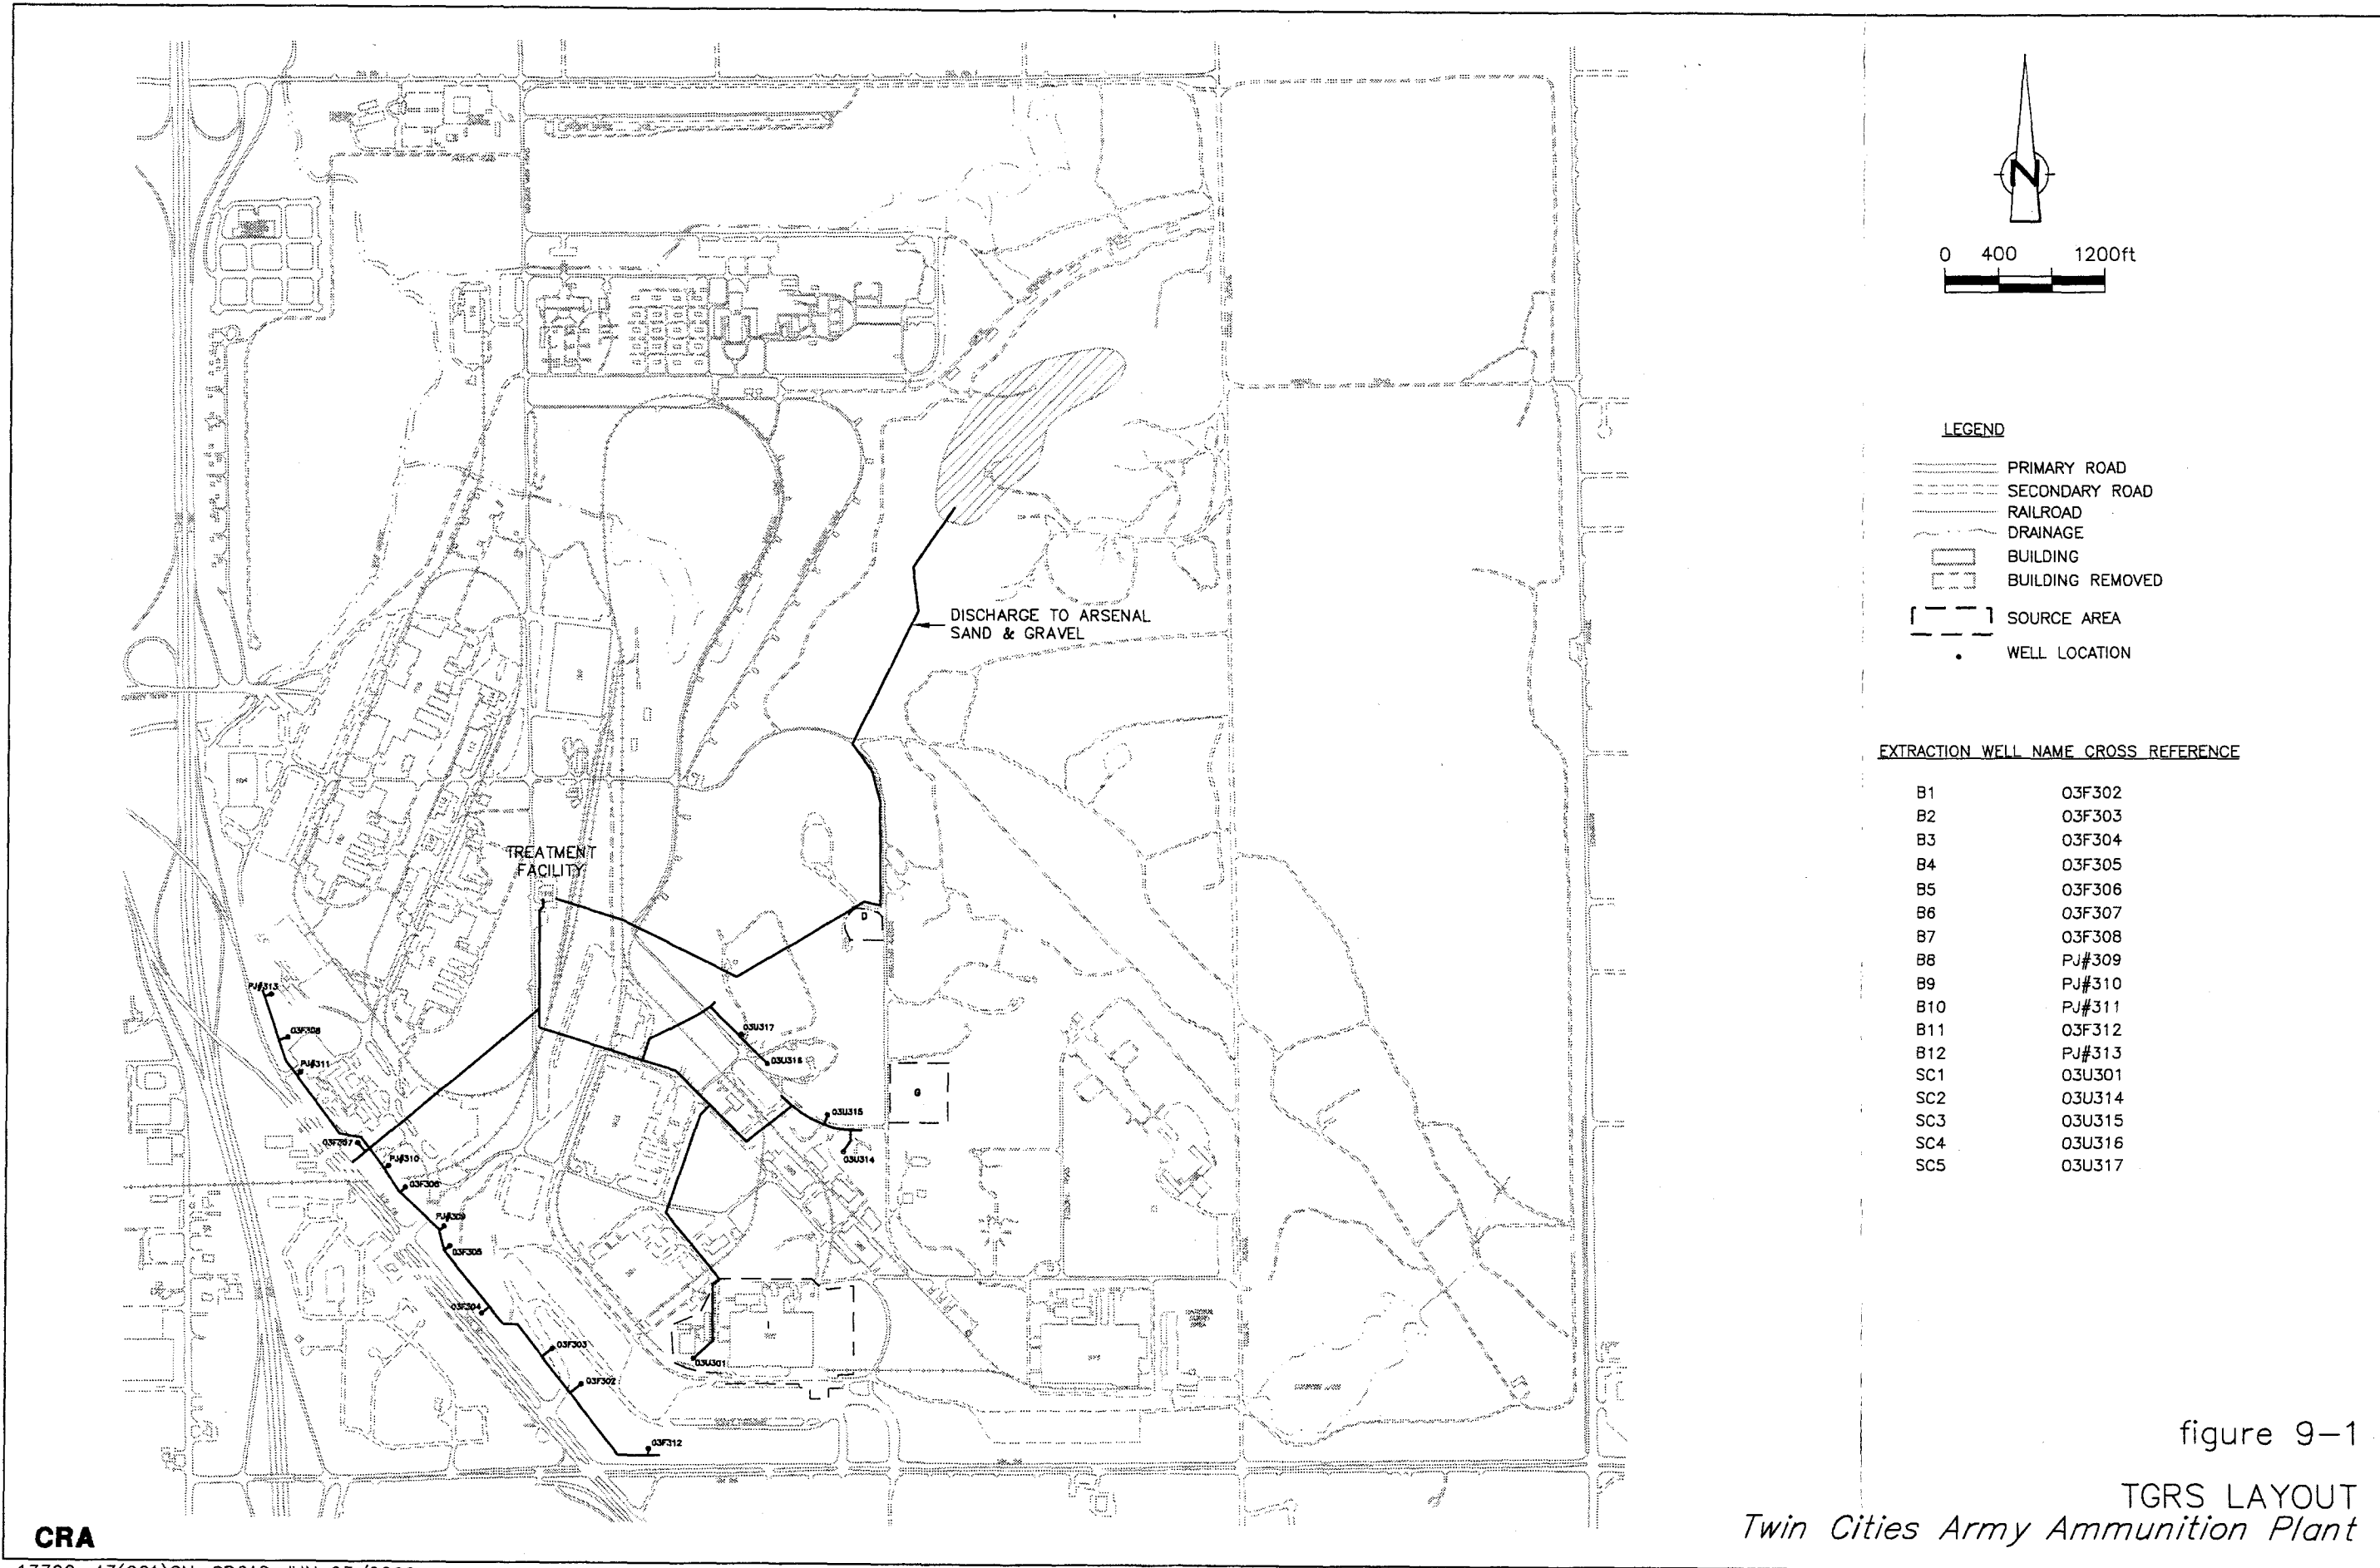 0 400 1200ft
N
LEGEND
PRIMARY ROAD
SECONDARY ROAD
RAILROAD
DRAINAGE
BUILDING
BUILDING REMOVED
SOURCE AREA
WELL LOCATION
EXTRACTION WELL NAME CROSS REFERENCE
B1 03F302
B2 03F303
B3 03F304
B4 03F305
B5 03F306
B6 03F307
B7 03F308
B8 PJ#309
B9 PJ#310
B10 PJ#311
B11 03F312
B12 PJ#313
SC1 03U301
SC2 03U314
SC3 03U315
SC4 03U316
SC5 03U317
DISCHARGE TO ARSENAL
SAND & GRAVEL
TREATMENT
FACILITY
D
G
I
PJ#313
03F308
PJ#311
03F307
PJ#310
03F306
PJ#309
03F305
03F304
03F303
03F302
03F312
03U301
03U317
03U316
03U315
03U314
figure 9-1
TGRS LAYOUT
Twin Cities Army Ammunition Plant
CRA